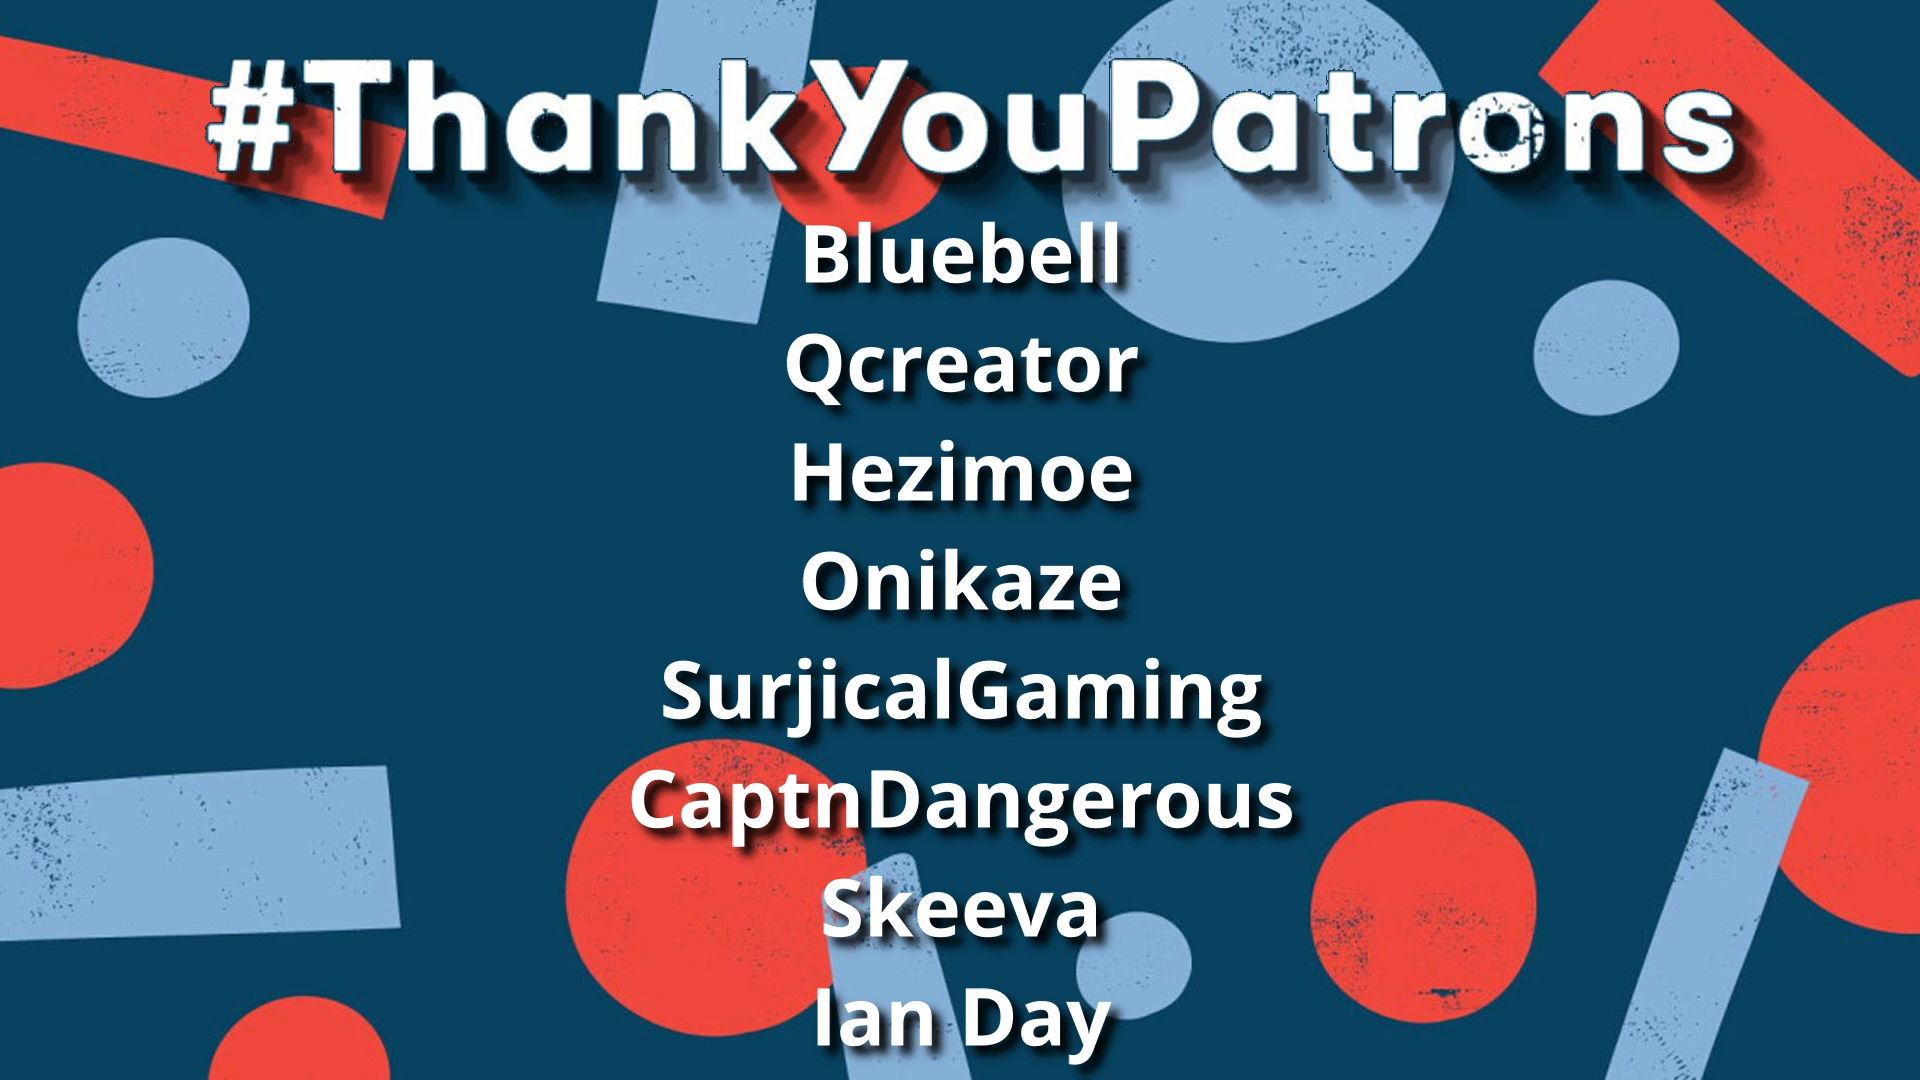 #ThankYouPatrons
Bluebell
Qcreator
Hezimoe
Onikaze
SurjicalGaming
CaptnDangerous
Skeeva
Ian Day